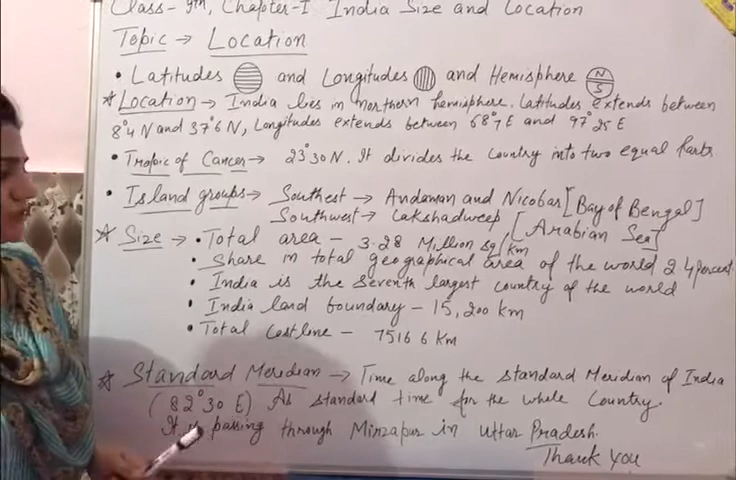 Class- 9th, Chapter-I India Size and Location
Topic → Location
• Latitudes and Longitudes and Hemisphere N S
* Location → India lies in northern hemisphere. Latitudes extends between
8°4 N and 37°6 N, Longitudes extends between 68°7 E and 97°25 E
• Tropic of Cancer → 23°30 N. It divides the country into two equal parts.
• Island groups → Southest → Andaman and Nicobar [Bay of Bengal]
Southwest → Lakshadweep [Arabian Sea]
* Size → • Total area - 3.28 Million sq/km
• Share in total geographical area of the world 2 4 percent
• India is the seventh largest country of the world
• India land boundary - 15,200 km
• Total costline - 7516 6 Km
* Standard Meridian → Time along the standard Meridian of India
(82°30 E) As standard time for the whole Country.
It is passing through Mirzapur in Uttar Pradesh.
Thank you